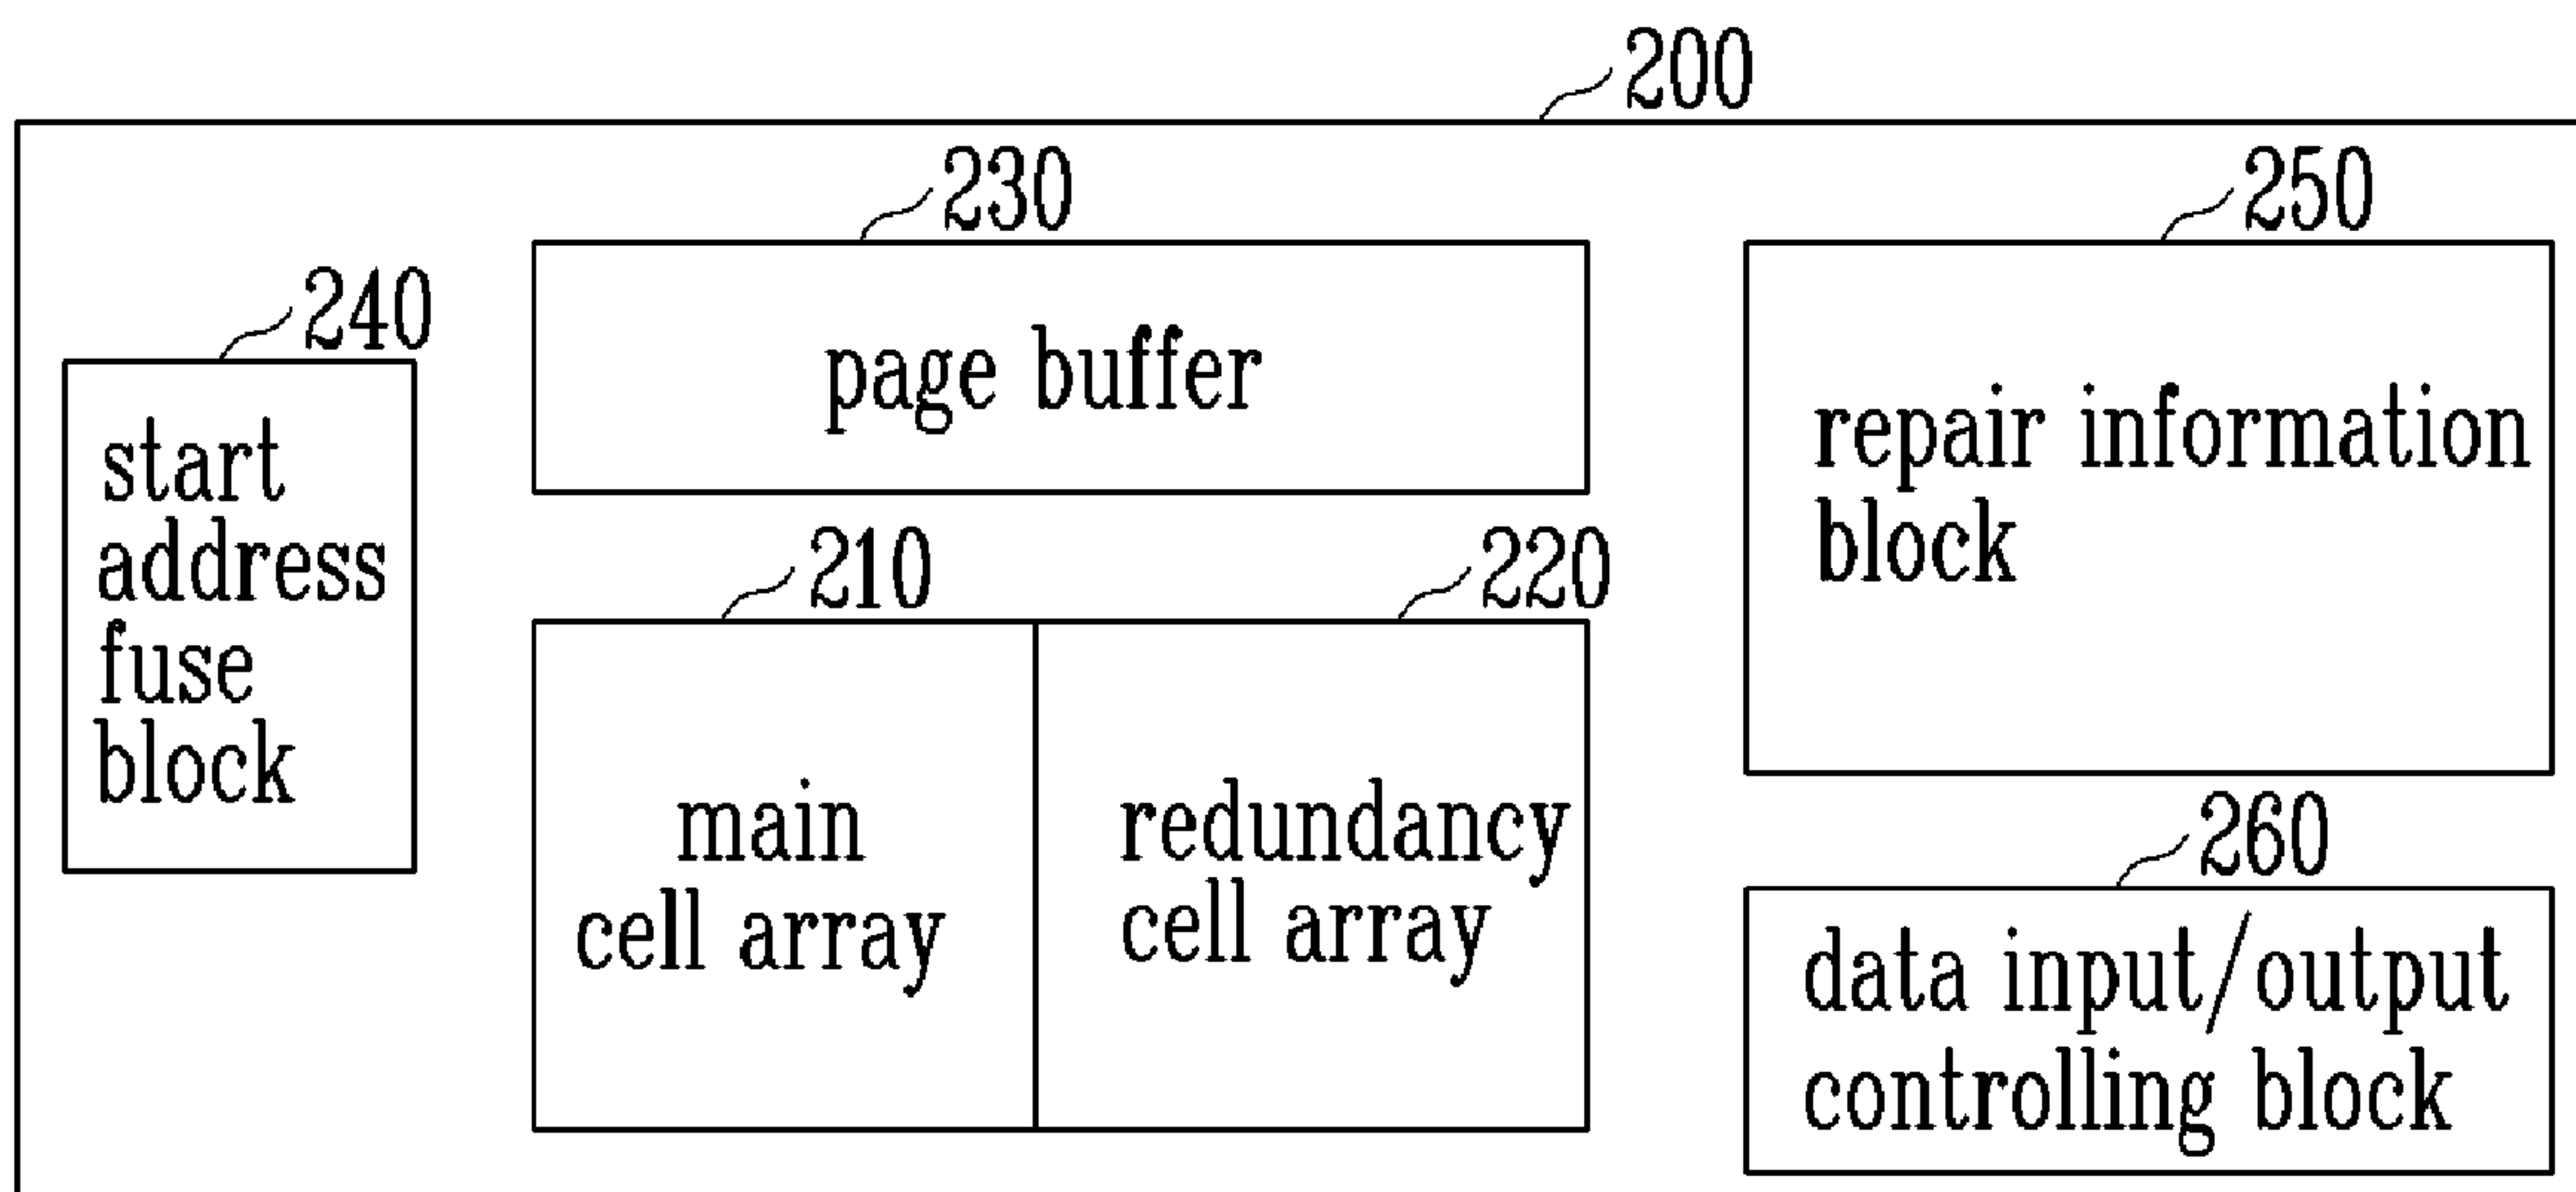 200
230
page buffer
250
repair information
block
240
start
address
fuse
block
210
main
cell array
220
redundancy
cell array
260
data input/output
controlling block